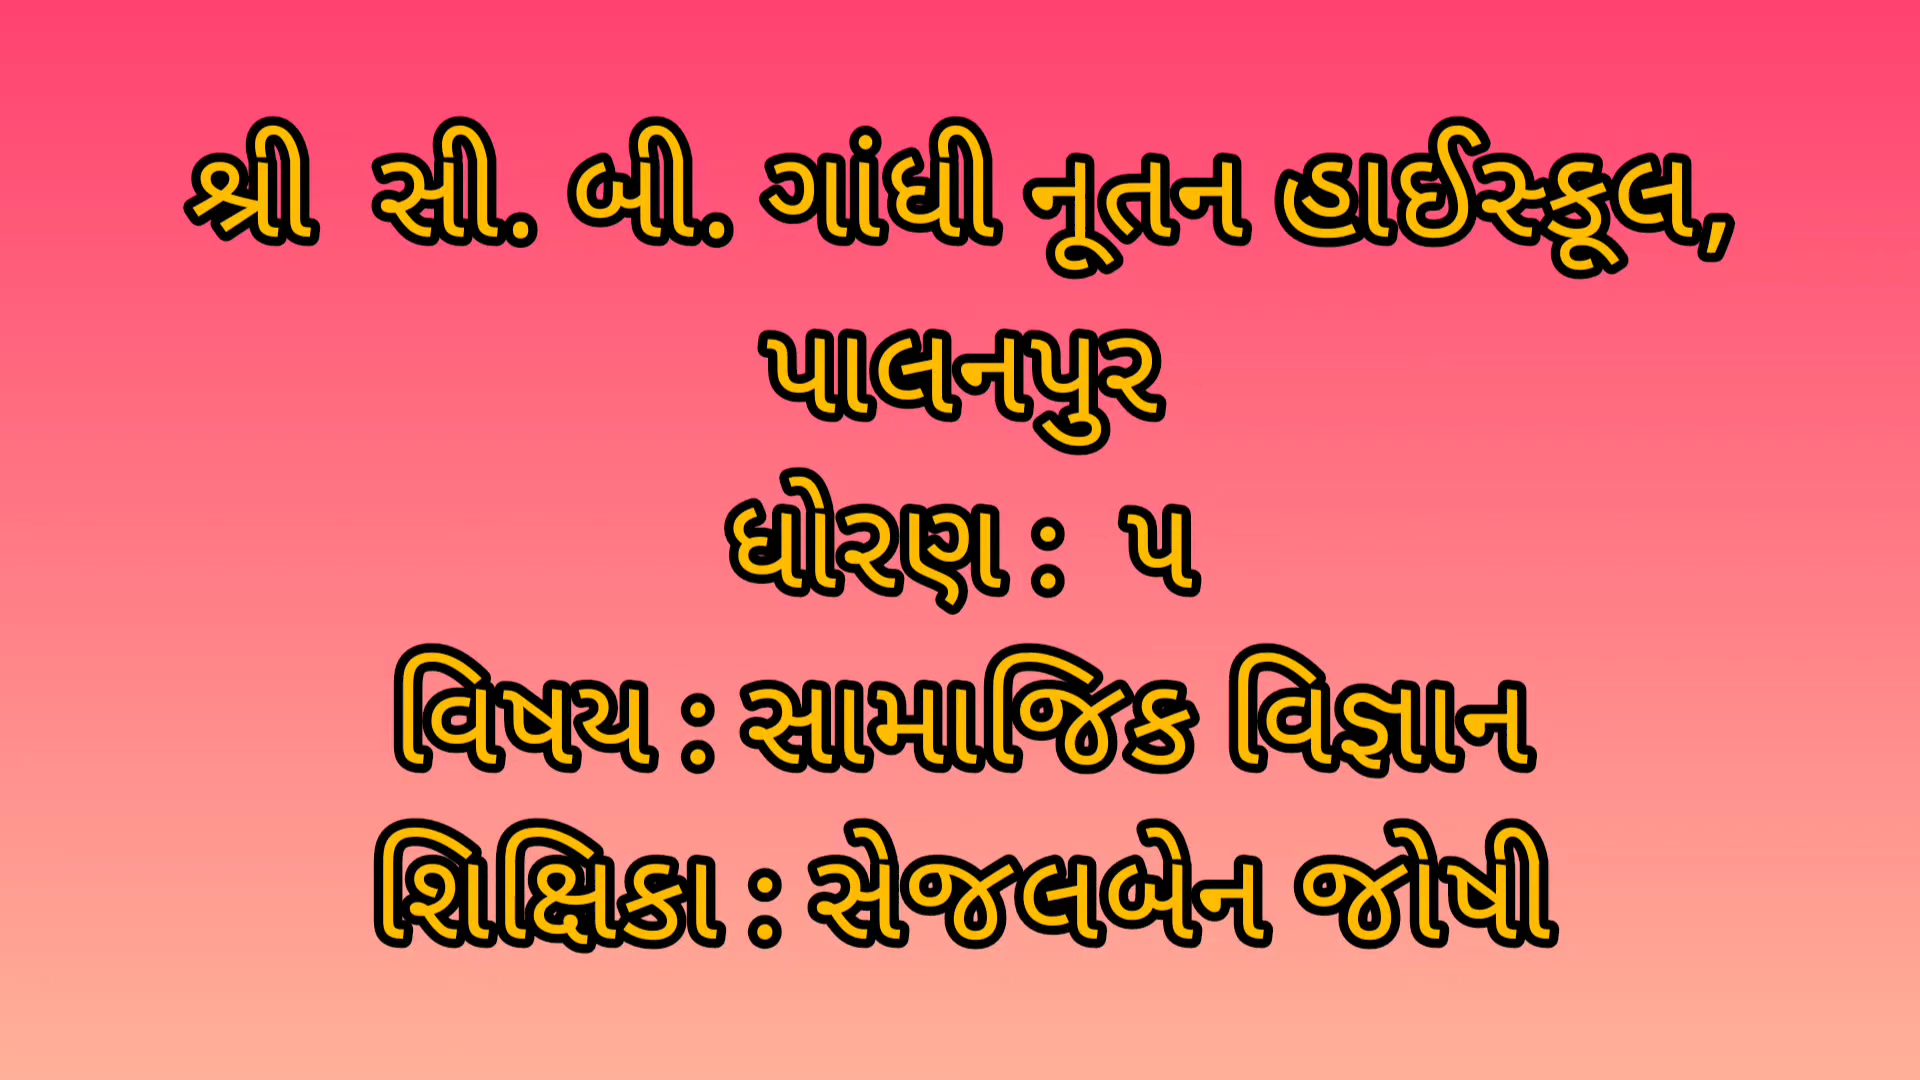 શ્રી સી. બી. ગાંધી નૂતન હાઈસ્કૂલ,
પાલનપુર
ધોરણ : ૫
વિષય : સામાજિક વિજ્ઞાન
શિક્ષિકા : સેજલબેન જોષી